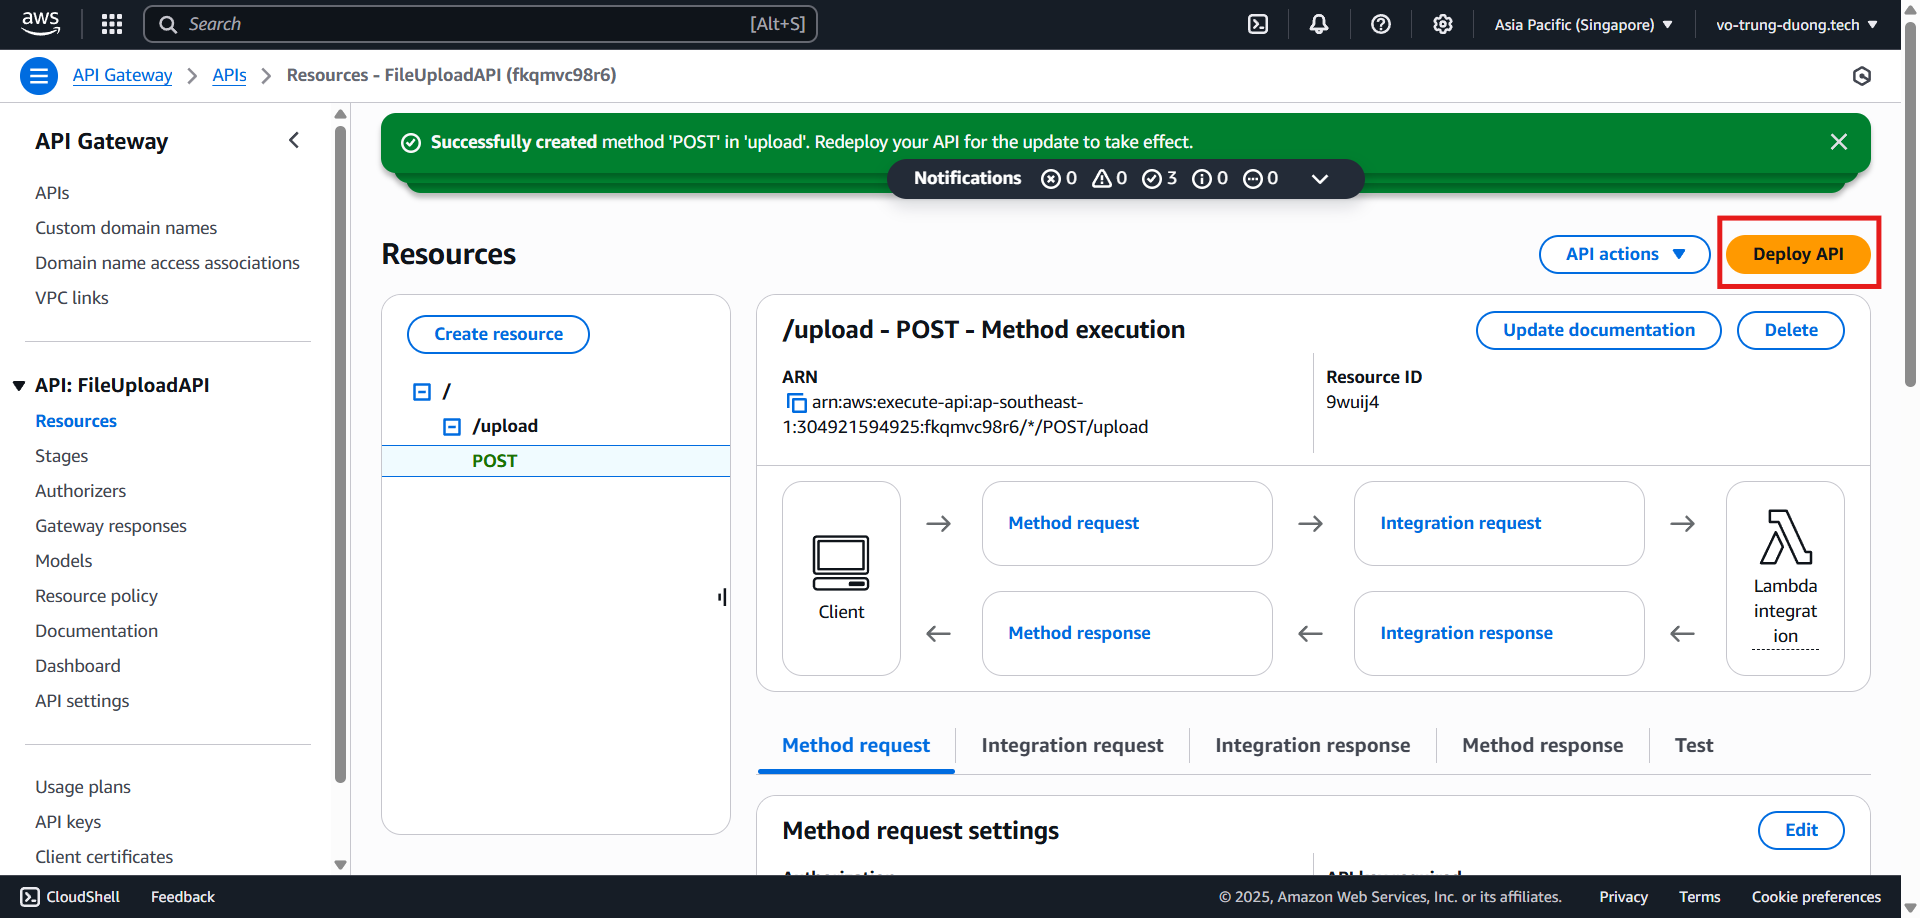 aws
Search
[Alt+S]
Asia Pacific (Singapore)
vo-trung-duong.tech
API Gateway
APIs
Resources - FileUploadAPI (fkqmvc98r6)
API Gateway
APIs
Custom domain names
Domain name access associations
VPC links
API: FileUploadAPI
Resources
Stages
Authorizers
Gateway responses
Models
Resource policy
Documentation
Dashboard
API settings
Usage plans
API keys
Client certificates
Successfully created method 'POST' in 'upload'. Redeploy your API for the update to take effect.
Notifications 0 0 3 0 0
Resources
API actions
Deploy API
Create resource
/
/upload
POST
/upload - POST - Method execution
Update documentation
Delete
ARN
arn:aws:execute-api:ap-southeast-
1:304921594925:fkqmvc98r6/*/POST/upload
Resource ID
9wuij4
Client
Method request
Integration request
Method response
Integration response
Lambda
integrat
ion
Method request
Integration request
Integration response
Method response
Test
Method request settings
Edit
CloudShell
Feedback
© 2025, Amazon Web Services, Inc. or its affiliates.
Privacy
Terms
Cookie preferences